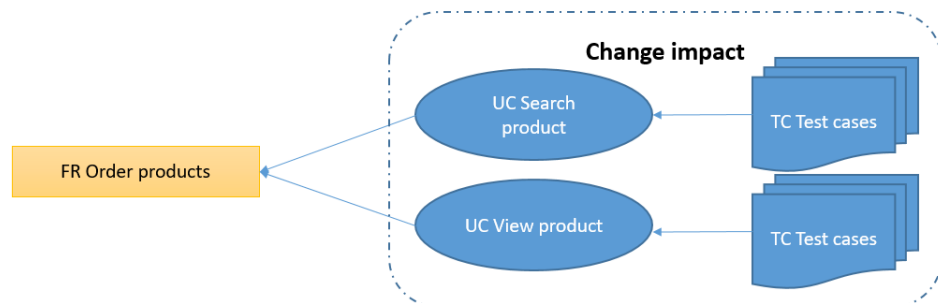 Change impact
UC Search
product
TC Test cases
FR Order products
UC View product
TC Test cases